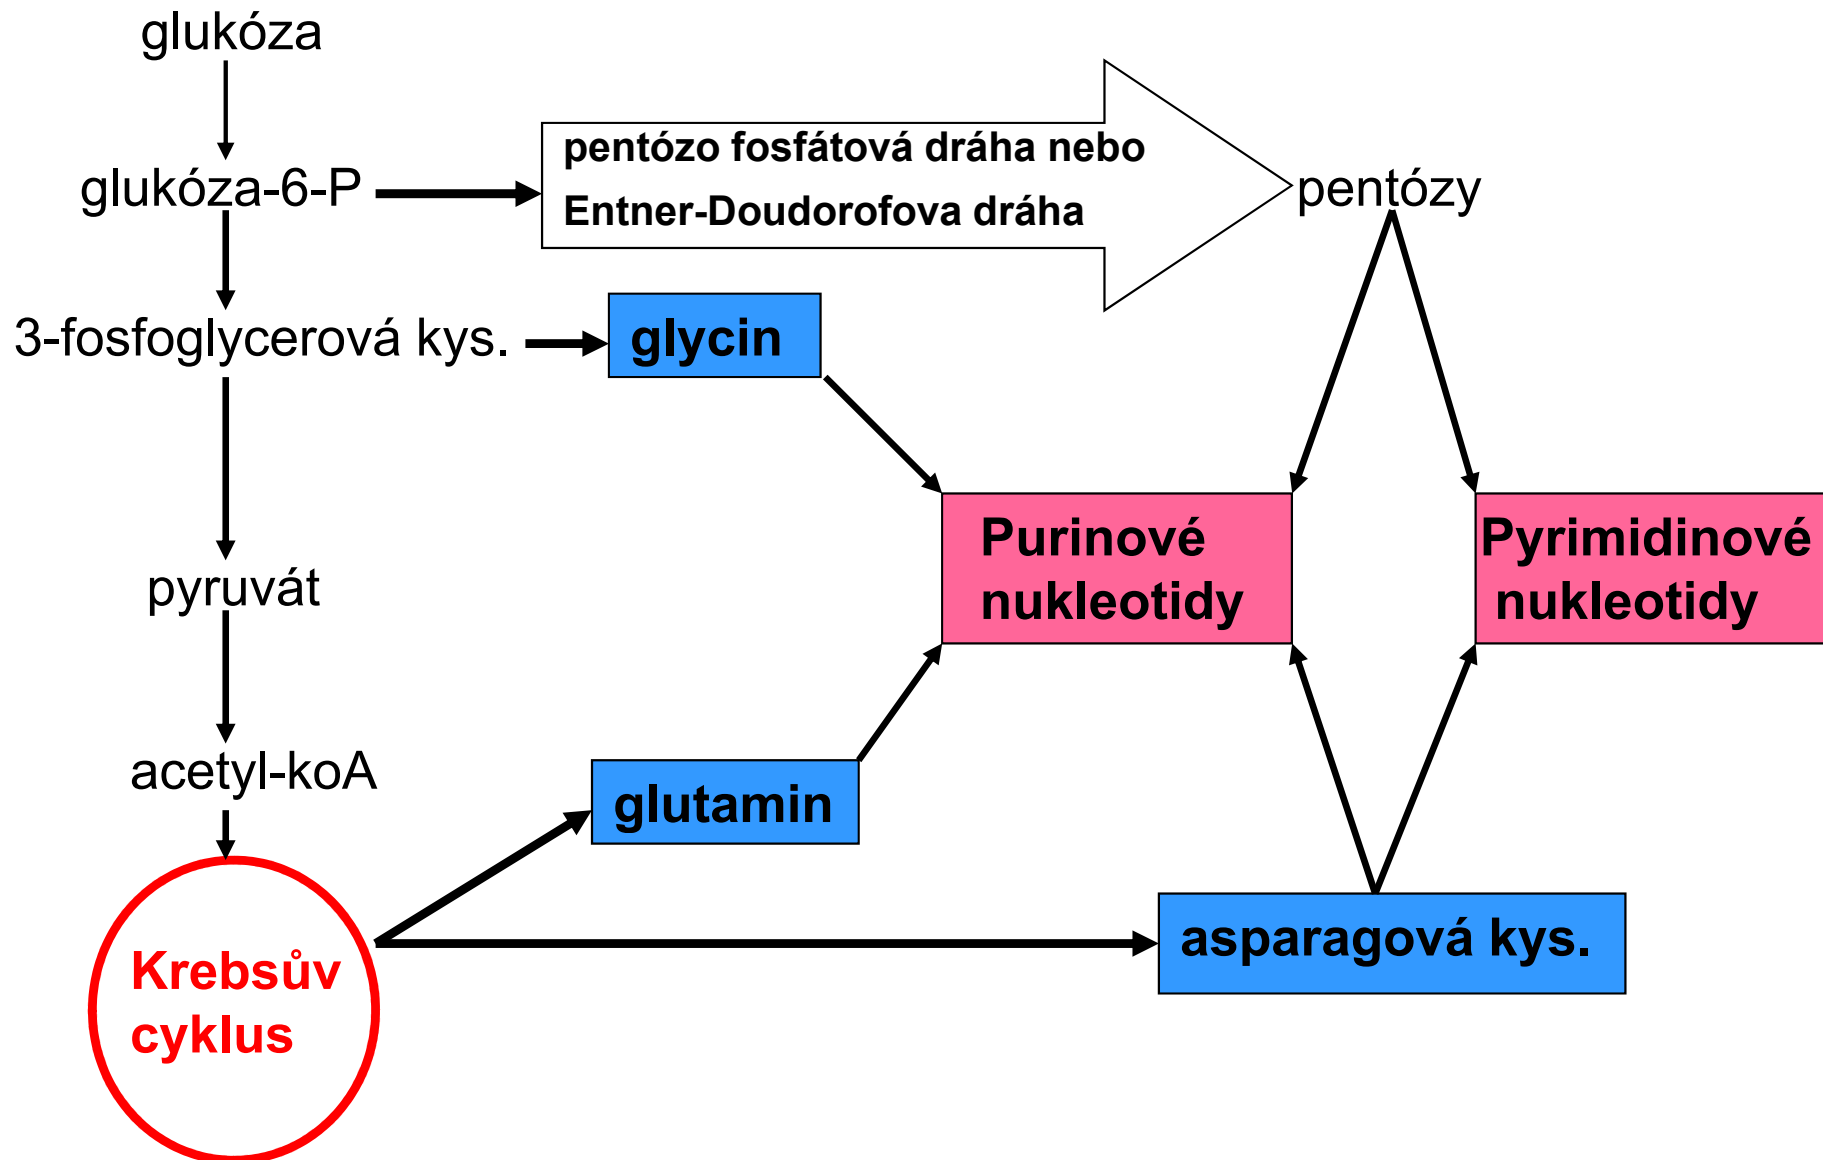 glukóza
pentózo fosfátová dráha nebo
glukóza-6-P
Entner-Doudorofova dráha
pentózy
3-fosfoglycerová kys.
glycin
Purinové
nukleotidy
Pyrimidinové
nukleotidy
pyruvát
acetyl-koA
glutamin
asparagová kys.
Krebsův
cyklus